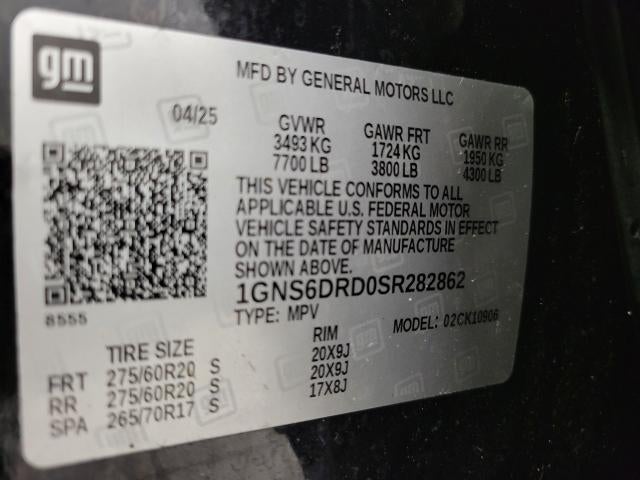 gm
MFD BY GENERAL MOTORS LLC
04/25
GVWR GAWR FRT GAWR RR
3493 KG 1724 KG 1950 KG
7700 LB 3800 LB 4300 LB
THIS VEHICLE CONFORMS TO ALL
APPLICABLE U.S. FEDERAL MOTOR
VEHICLE SAFETY STANDARDS IN EFFECT
ON THE DATE OF MANUFACTURE
SHOWN ABOVE.
1GNS6DRD0SR282862
8555
TYPE: MPV MODEL: 02CK10906
TIRE SIZE RIM
FRT 275/60R20 S 20X9J
RR 275/60R20 S 20X9J
SPA 265/70R17 S 17X8J